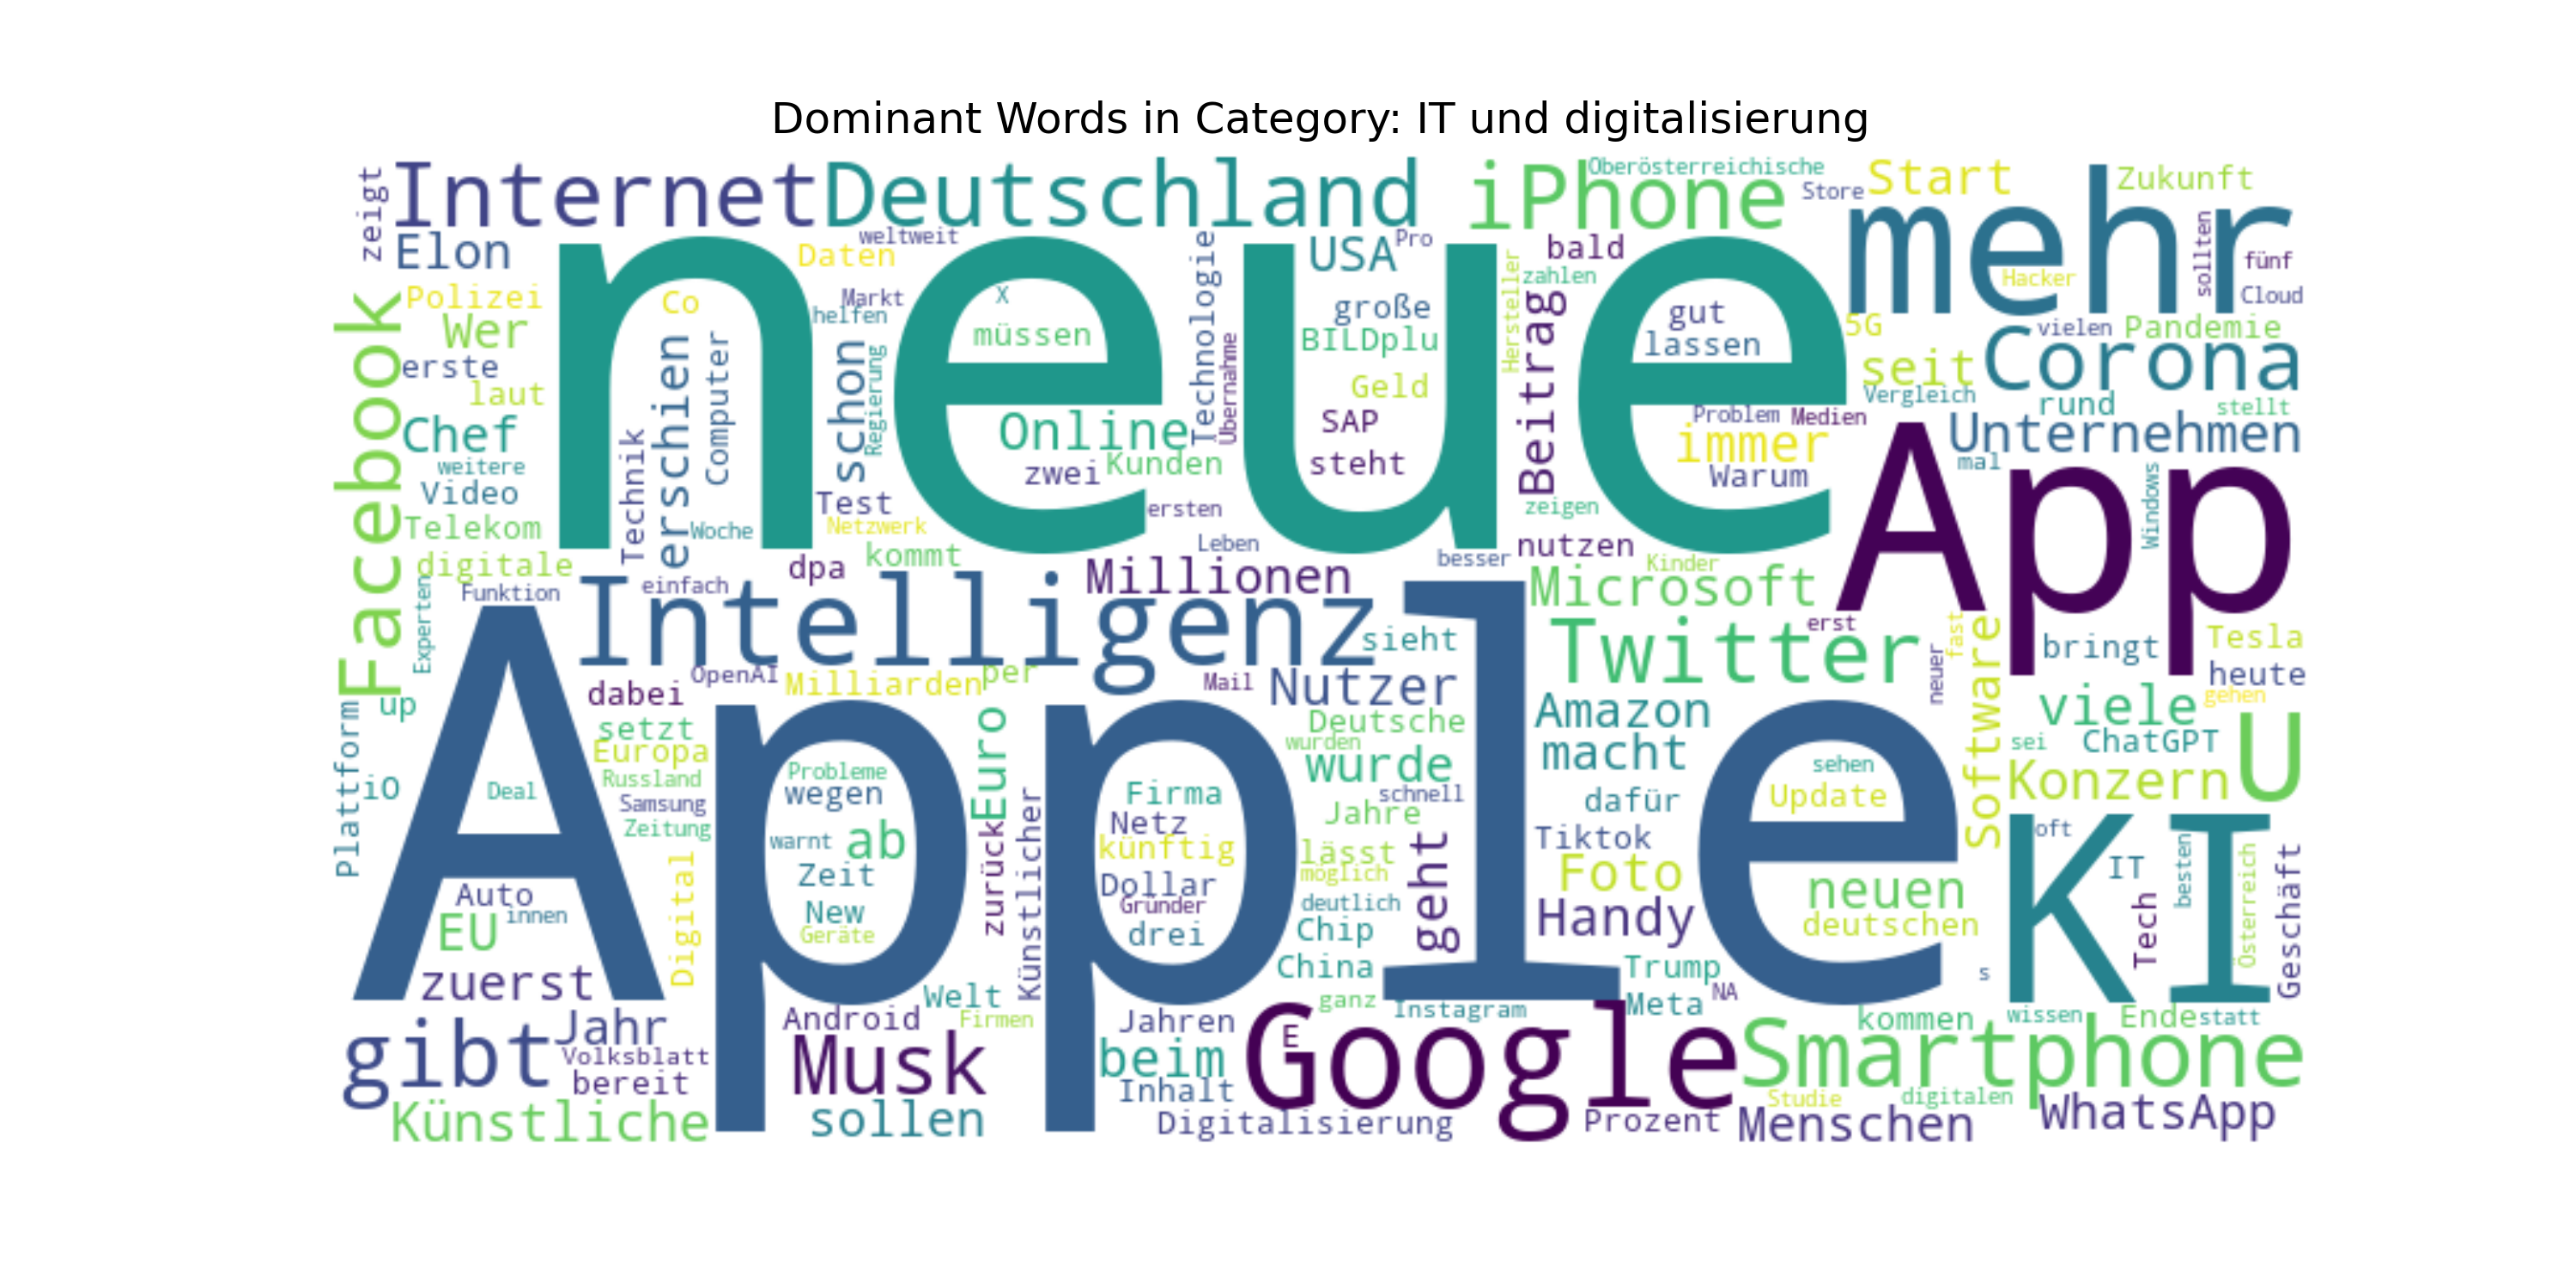 Dominant Words in Category: IT und digitalisierung
zeigt
Internet
Deutschland
iPhone
Oberösterreichische
Store
Start
mehr
Zukunft
Elon
weltweit
Daten
Technologie
USA
Pro
bald
zahlen
Hersteller
Hacker
sollten
fünf
Cloud
Facebook
Polizei
neue
Co
Markt
helfen
X
müssen
große
BILDplu
Beitrag
gut
lassen
5G
vielen
Pandemie
Wer
erste
laut
erschien
Computer
schon
Regierung
Übernahme
Geld
seit
Corona
Vergleich
rund
stellt
Chef
weitere
Video
Technik
Online
zwei
Kunden
SAP
steht
Problem
Medien
immer
Warum
Unternehmen
mal
App
Windows
Telekom
Woche
Test
Netzwerk
ersten
zeigen
digitale
dpa
kommt
Leben
besser
nutzen
Kinder
Experten
Funktion
einfach
Millionen
Microsoft
Intelligenz
sieht
Twitter
erst
fast
neuer
Software
bringt
Tesla
heute
gehen
Apple
OpenAI
dabei
Milliarden
per
Mail
Nutzer
Amazon
viele
U
up
Plattform
iO
setzt
Europa
Russland
Samsung
Zeitung
Deal
Euro
Deutsche
wurden
wurde
macht
sei
ChatGPT
Konzern
Probleme
wegen
warnt
ab
Zeit
New
Geräte
zurück
Künstlicher
Firma
Netz
künftig
Dollar
Gründer
drei
schnell
Jahre
lässt
möglich
deutlich
Chip
China
geht
dafür
Tiktok
Foto
Handy
sehen
Update
neuen
deutschen
KI
oft
IT
Tech
besten
Österreich
Geschäft
Auto
EU
innen
Digital
zuerst
Welt
Firmen
ganz
Instagram
Trump
Meta
NA
s
gibt
Jahr
Volksblatt
bereit
Künstliche
Android
Musk
sollen
Jahren
beim
Inhalt
Digitalisierung
Google
E
Prozent
Smartphone
kommen
wissen
Ende
statt
Studie
digitalen
Menschen
WhatsApp